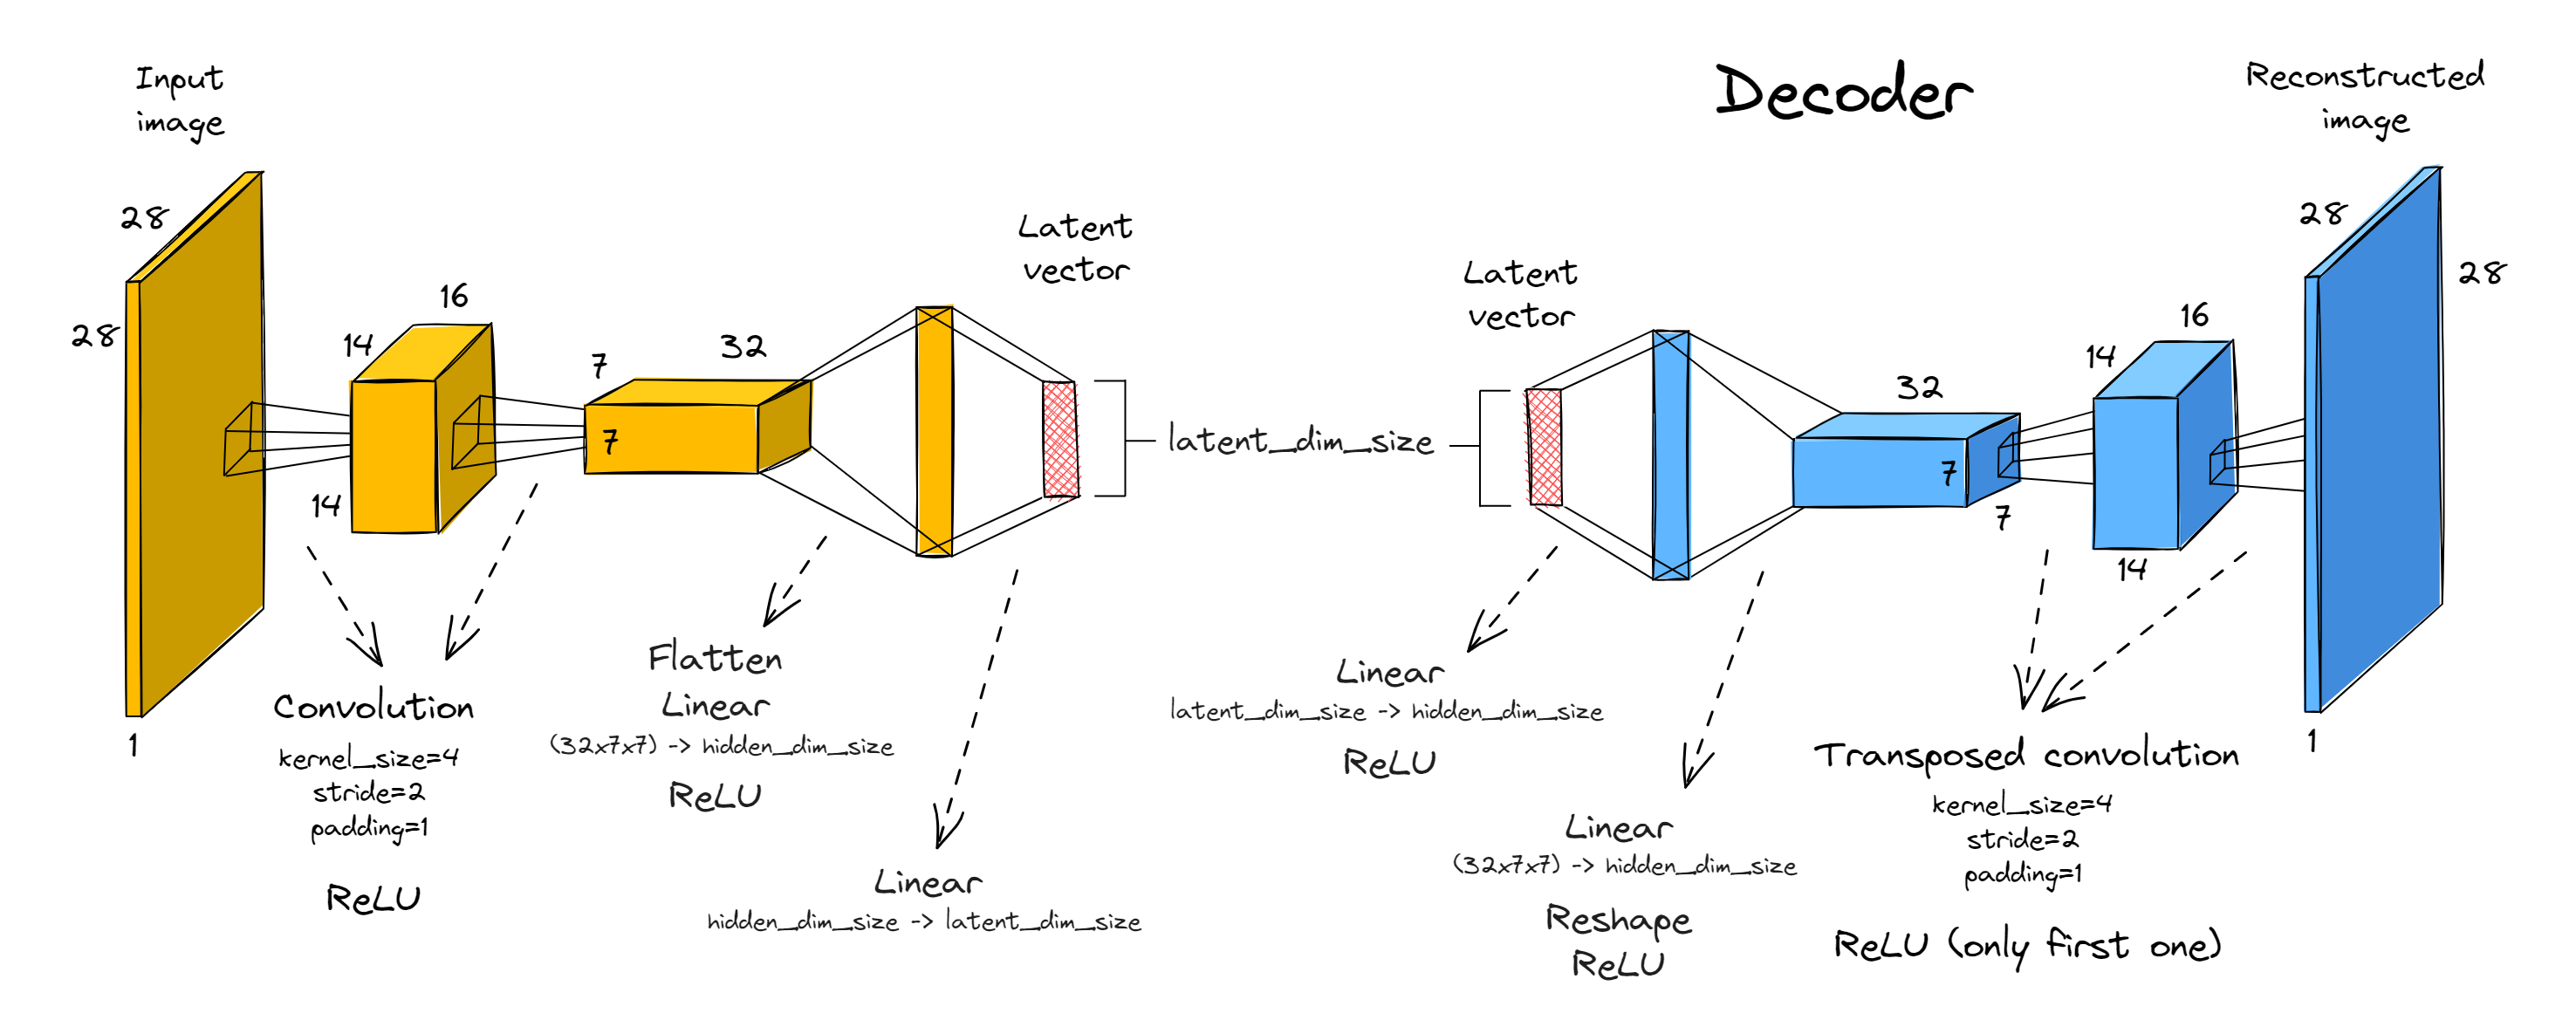 Input
image
28
28
1
14
16
14
7
32
7
Latent
vector
latent_dim_size
Convolution
kernel_size=4
stride=2
padding=1
ReLU
Flatten
Linear
(32x7x7) -> hidden_dim_size
ReLU
Linear
hidden_dim_size -> latent_dim_size
Decoder
Latent
vector
Linear
latent_dim_size -> hidden_dim_size
ReLU
Linear
(32x7x7) -> hidden_dim_size
Reshape
ReLU
32
7
7
14
16
14
Transposed convolution
kernel_size=4
stride=2
padding=1
ReLU (only first one)
Reconstructed
image
28
28
1